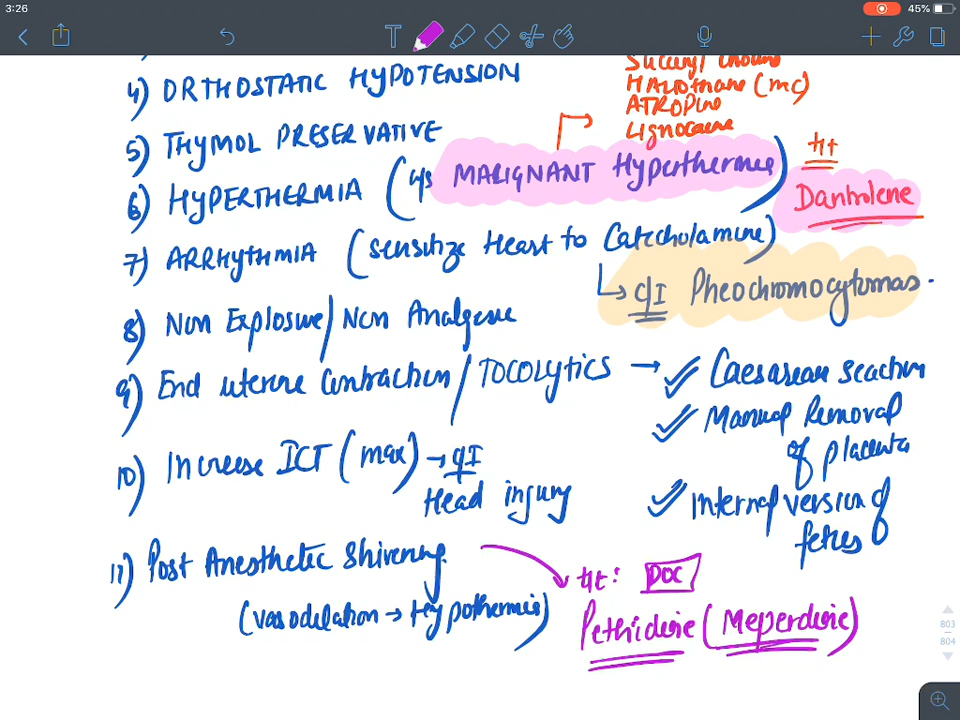 3:26
45%
T
Succinyl choline
4) ORTHOSTATIC HYPOTENSION
HALOthane (mc)
ATROPine
Lignocaine
5) THYMOL PRESERVATIVE
6) HYPERTHERMIA ( MALIGNANT Hyperthermia)
ttt
Dantrolene
7) ARRhythMIA (sensitize Heart to Catecholamine)
↳ CI Pheochromocytomas.
8) Non Explosive / Non Analgesic
9) End uterine Contraction / TOCOLYTICS → ✓ Caesarean section
✓ Manual Removal
of placenta
✓ Internal version of
fetus
10) Increase ICT (max) → CI
Head injury
11) Post Anesthetic Shivering
(vasodilation → Hypothermia)
ttt: DOC
Pethidine (Meperdine)
803
804